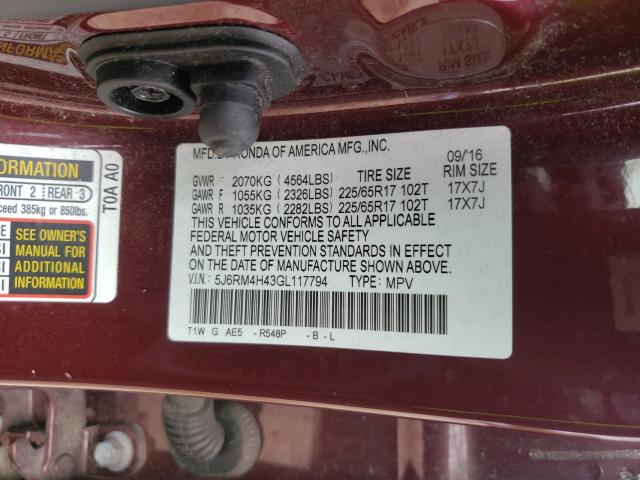 MFD. BY HONDA OF AMERICA MFG.,INC. 09/'16
GVWR 2070KG (4564LBS) TIRE SIZE RIM SIZE
GAWR F 1055KG (2326LBS) 225/65R17 102T 17X7J
GAWR R 1035KG (2282LBS) 225/65R17 102T 17X7J
THIS VEHICLE CONFORMS TO ALL APPLICABLE
FEDERAL MOTOR VEHICLE SAFETY
AND THEFT PREVENTION STANDARDS IN EFFECT
ON THE DATE OF MANUFACTURE SHOWN ABOVE.
V.I.N.: 5J6RM4H43GL117794 TYPE: MPV
T1W G AE5 -R548P -B-L
ORMATION
FRONT 2 REAR 3
ceed 385kg or 850lbs.
SEE OWNER'S
MANUAL FOR
ADDITIONAL
INFORMATION
T0A A0
RIM SIZE